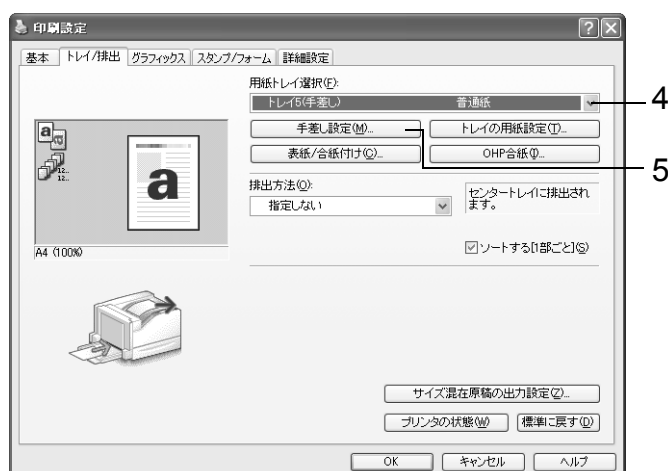 印刷設定
基本 トレイ/排出 グラフィックス スタンプ/フォーム 詳細設定
用紙トレイ選択(F):
トレイ5(手差し) 普通紙
4
手差し設定(M)... トレイの用紙設定(T)...
5
表紙/合紙付け(C)... OHP合紙(I)...
排出方法(O):
指定しない
センタートレイに排出され
ます。
ソートする[1部ごと](S)
a
12..
12..
a
A4 (100%)
サイズ混在原稿の出力設定(Z)...
プリンタの状態(W) 標準に戻す(D)
OK キャンセル ヘルプ